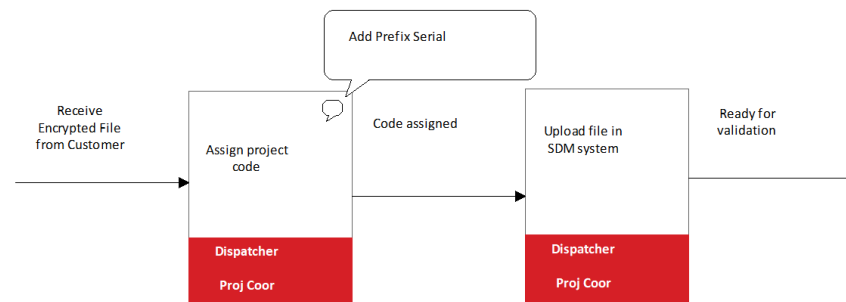 Add Prefix Serial
Receive
Encrypted File
from Customer
Assign project
code
Code assigned
Upload file in
SDM system
Ready for
validation
Dispatcher
Proj Coor
Dispatcher
Proj Coor